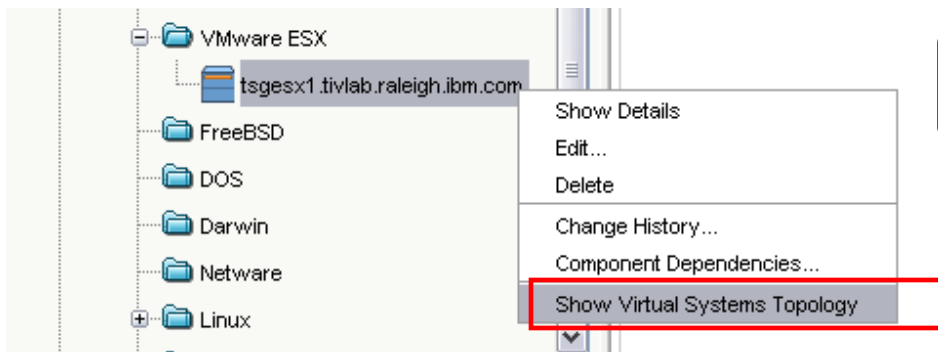 VMware ESX
tsgesx1.tivlab.raleigh.ibm.com
Show Details
FreeBSD
Edit...
DOS
Delete
Darwin
Change History...
Netware
Component Dependencies...
Linux
Show Virtual Systems Topology